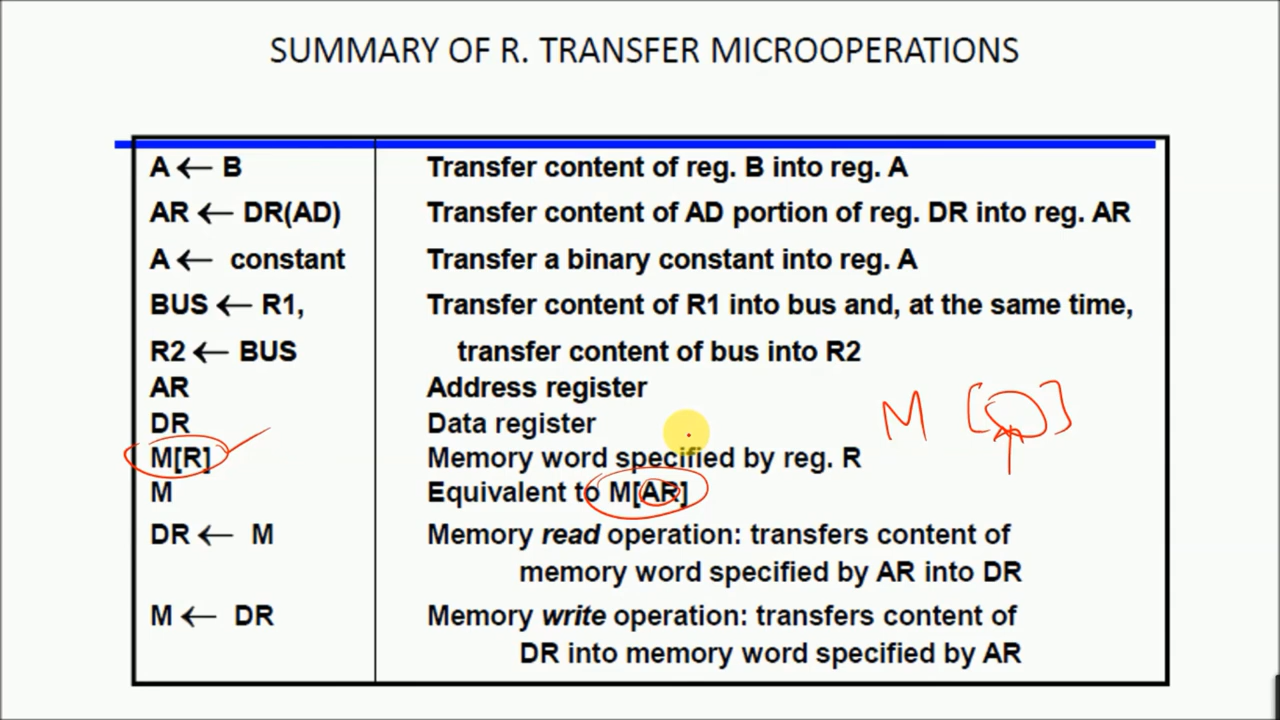 SUMMARY OF R. TRANSFER MICROOPERATIONS
A ← B Transfer content of reg. B into reg. A
AR ← DR(AD) Transfer content of AD portion of reg. DR into reg. AR
A ← constant Transfer a binary constant into reg. A
BUS ← R1, Transfer content of R1 into bus and, at the same time,
R2 ← BUS transfer content of bus into R2
AR Address register
DR Data register
M [ ]
M[R] Memory word specified by reg. R
M Equivalent to M[AR]
DR ← M Memory read operation: transfers content of
memory word specified by AR into DR
M ← DR Memory write operation: transfers content of
DR into memory word specified by AR